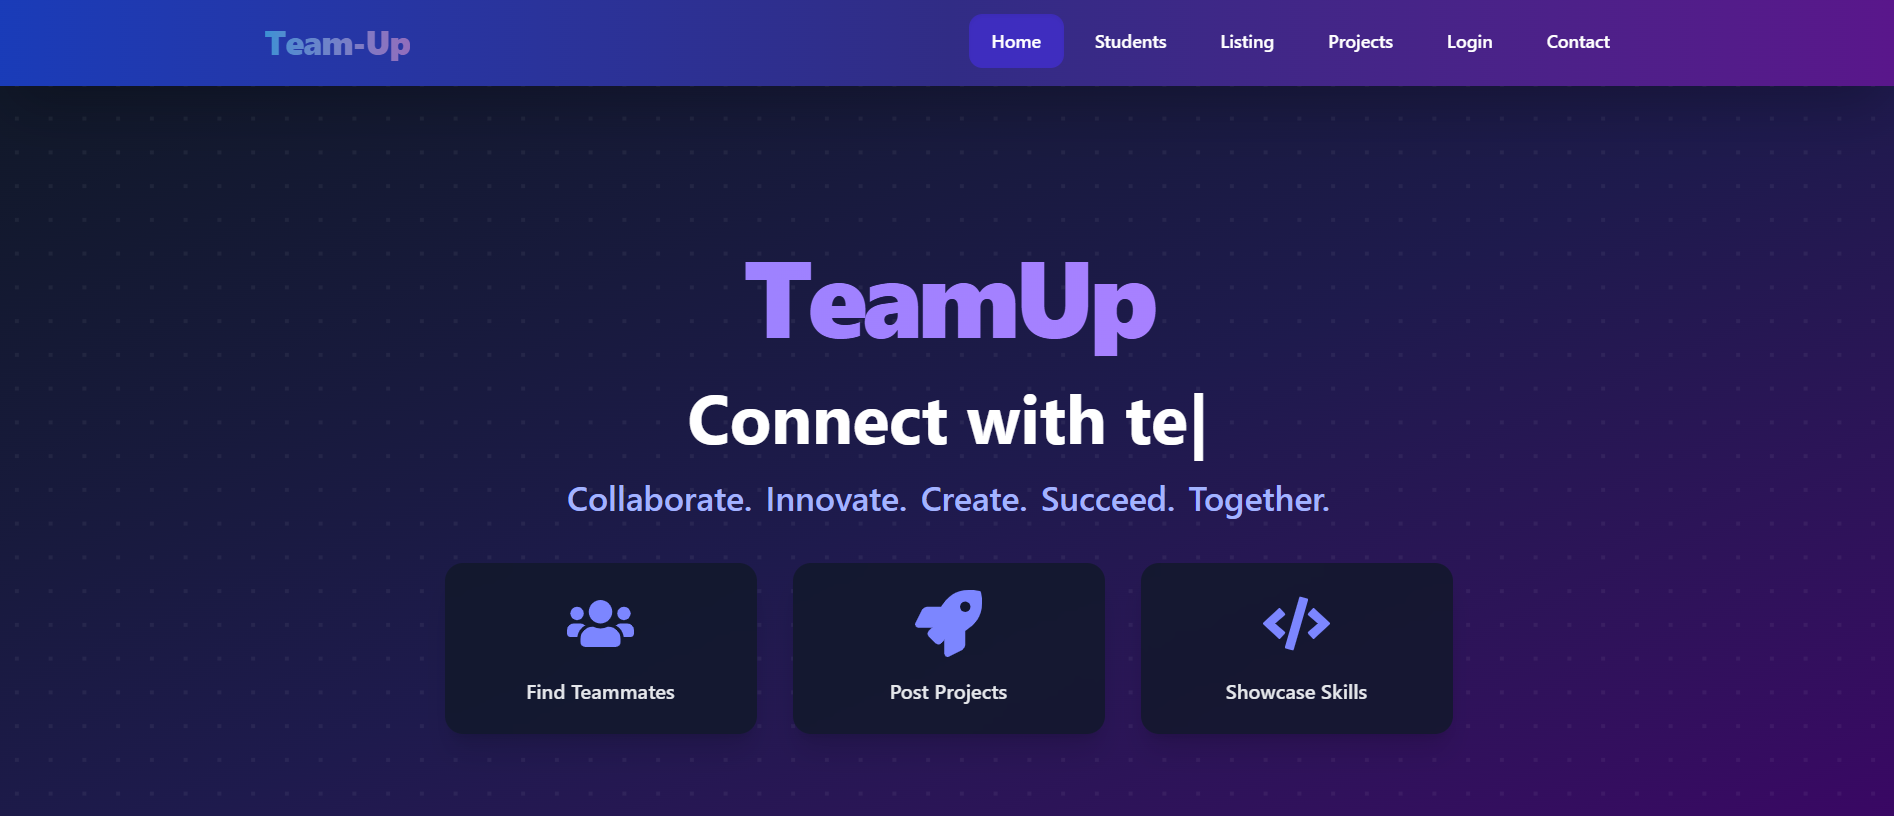 Team-Up
Home Students Listing Projects Login Contact
TeamUp
Connect with te|
Collaborate. Innovate. Create. Succeed. Together.
Find Teammates
Post Projects
Showcase Skills